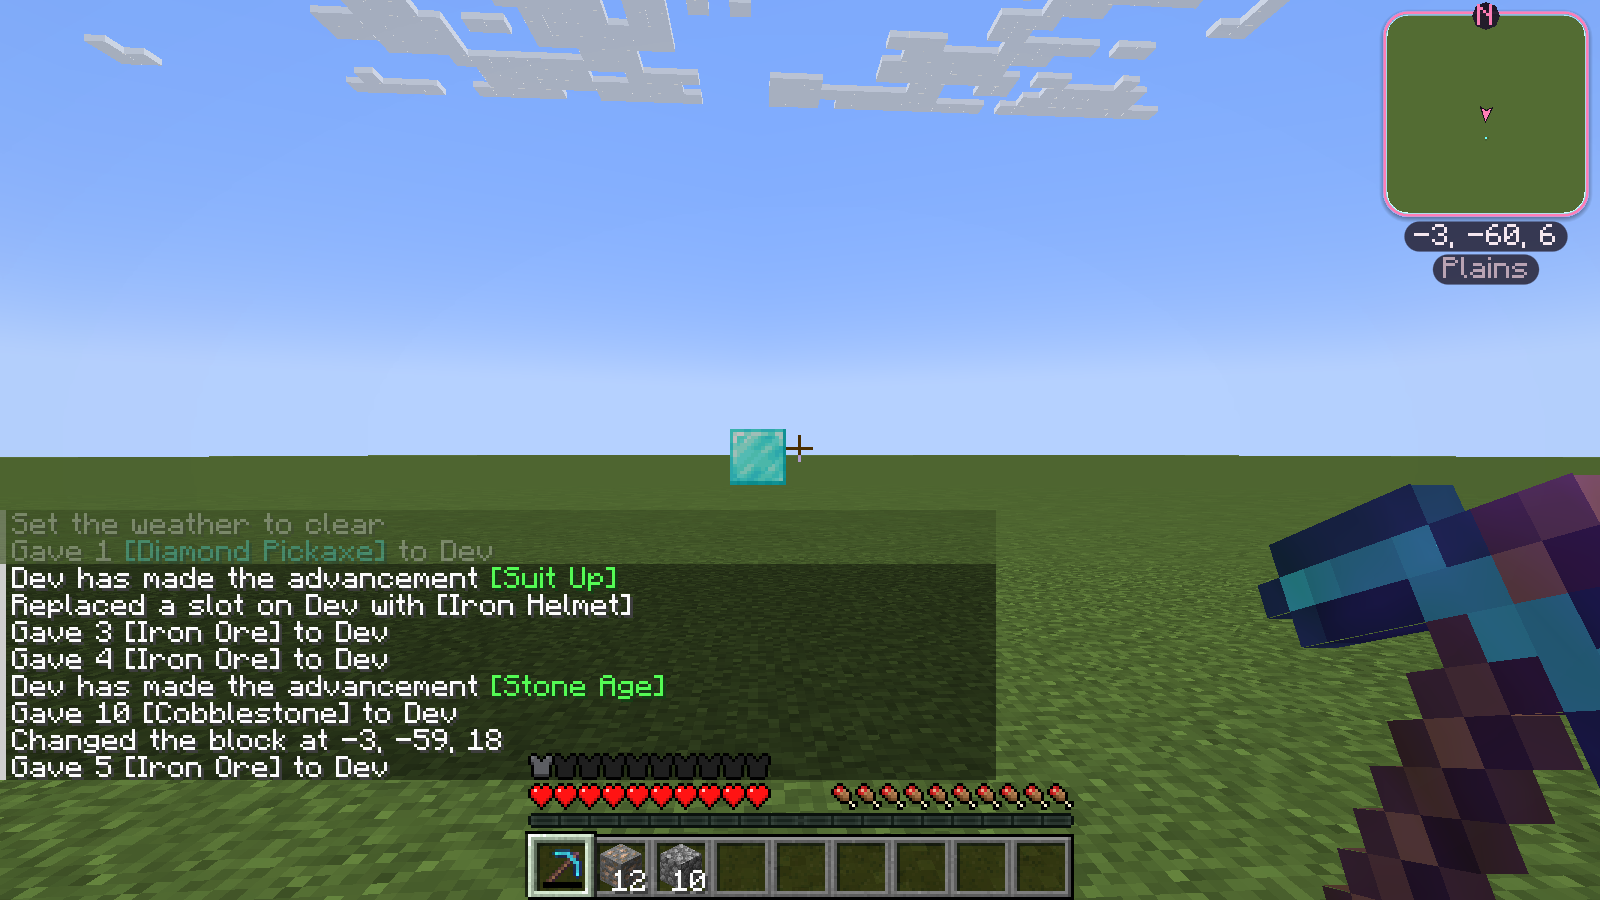 N
-3, -60, 6
Plains
Set the weather to clear
Gave 1 [Diamond Pickaxe] to Dev
Dev has made the advancement [Suit Up]
Replaced a slot on Dev with [Iron Helmet]
Gave 3 [Iron Ore] to Dev
Gave 4 [Iron Ore] to Dev
Dev has made the advancement [Stone Age]
Gave 10 [Cobblestone] to Dev
Changed the block at -3, -59, 18
Gave 5 [Iron Ore] to Dev
12 10